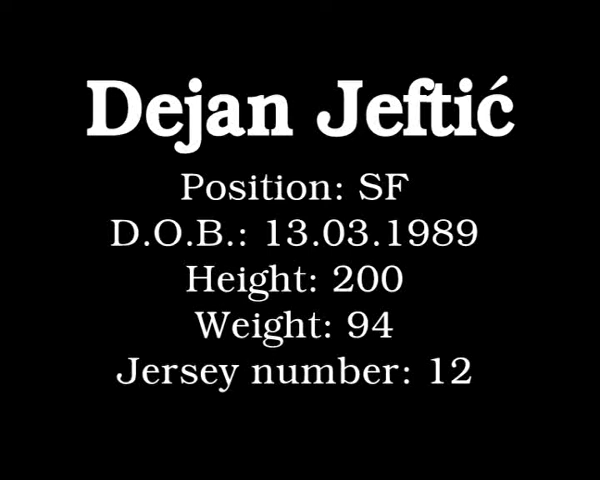 Dejan Jeftić
Position: SF
D.O.B.: 13.03.1989
Height: 200
Weight: 94
Jersey number: 12